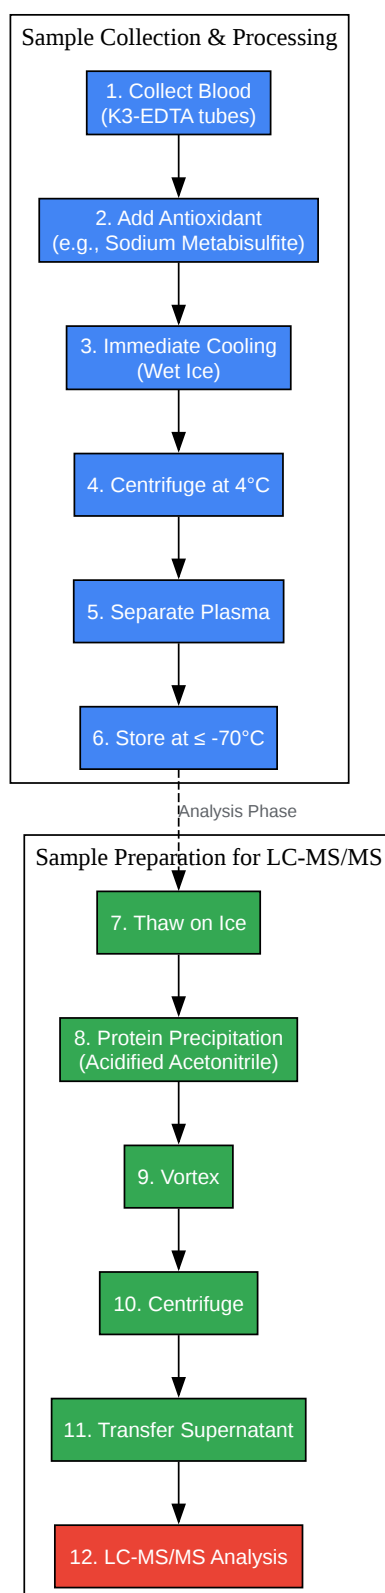 Sample Collection & Processing
1. Collect Blood
(K3-EDTA tubes)
2. Add Antioxidant
(e.g., Sodium Metabisulfite)
3. Immediate Cooling
(Wet Ice)
4. Centrifuge at 4°C
5. Separate Plasma
6. Store at ≤ -70°C
Analysis Phase
Sample Preparation for LC-MS/MS
7. Thaw on Ice
8. Protein Precipitation
(Acidified Acetonitrile)
9. Vortex
10. Centrifuge
11. Transfer Supernatant
12. LC-MS/MS Analysis